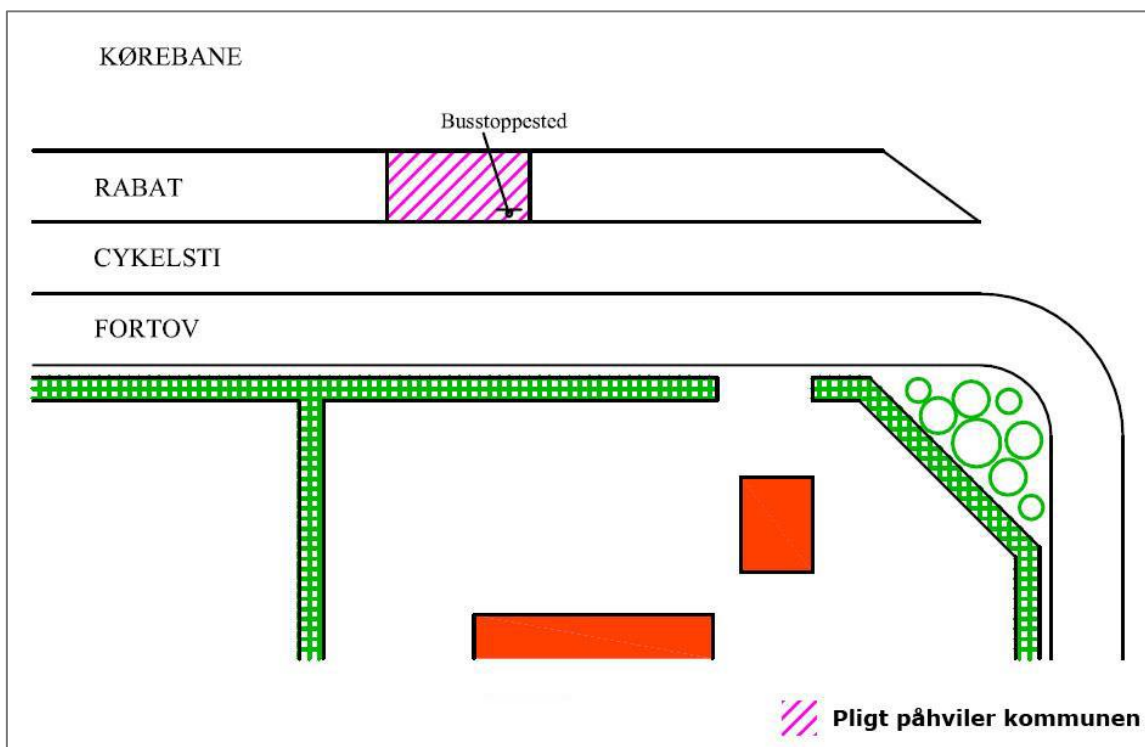 KØREBANE
Busstoppested
RABAT
CYKELSTI
FORTOV
Pligt påhviler kommunen